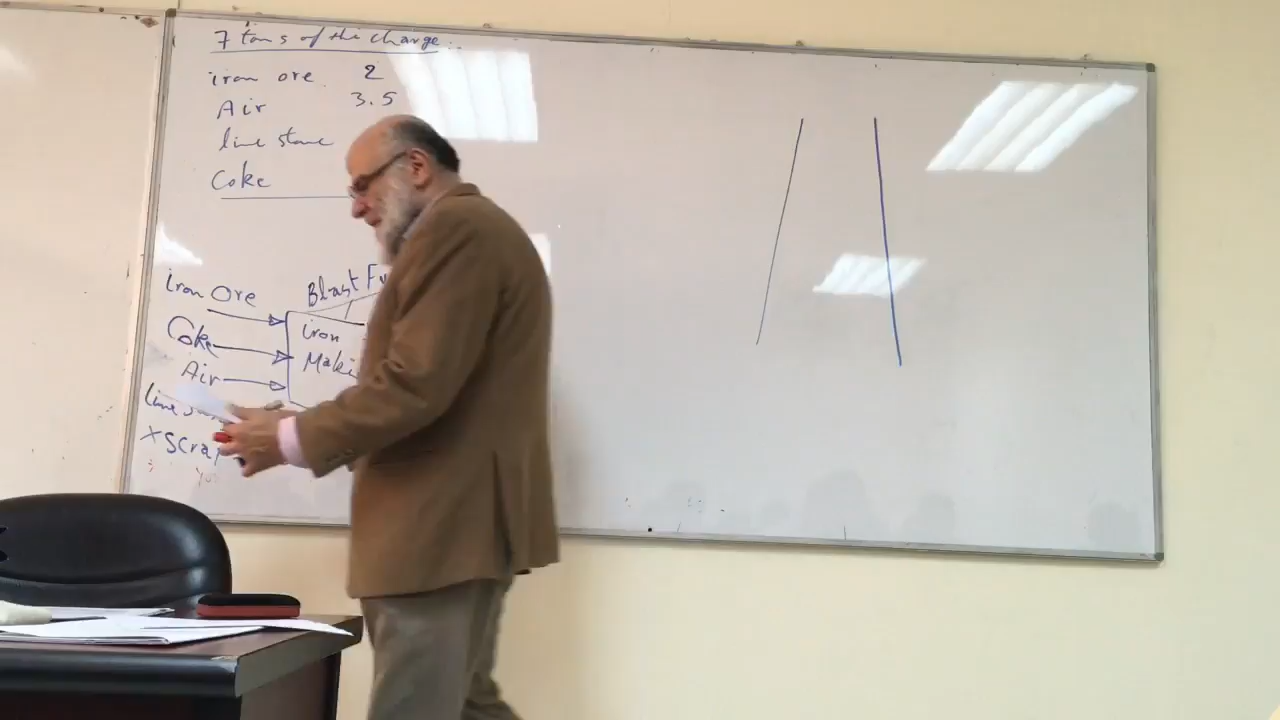 7 tons of the charge..
iron ore 2
Air 3.5
lime stone
Coke
Blast Fu
iron Ore
iron
Coke
Maki
Air
lime
+ Scrap